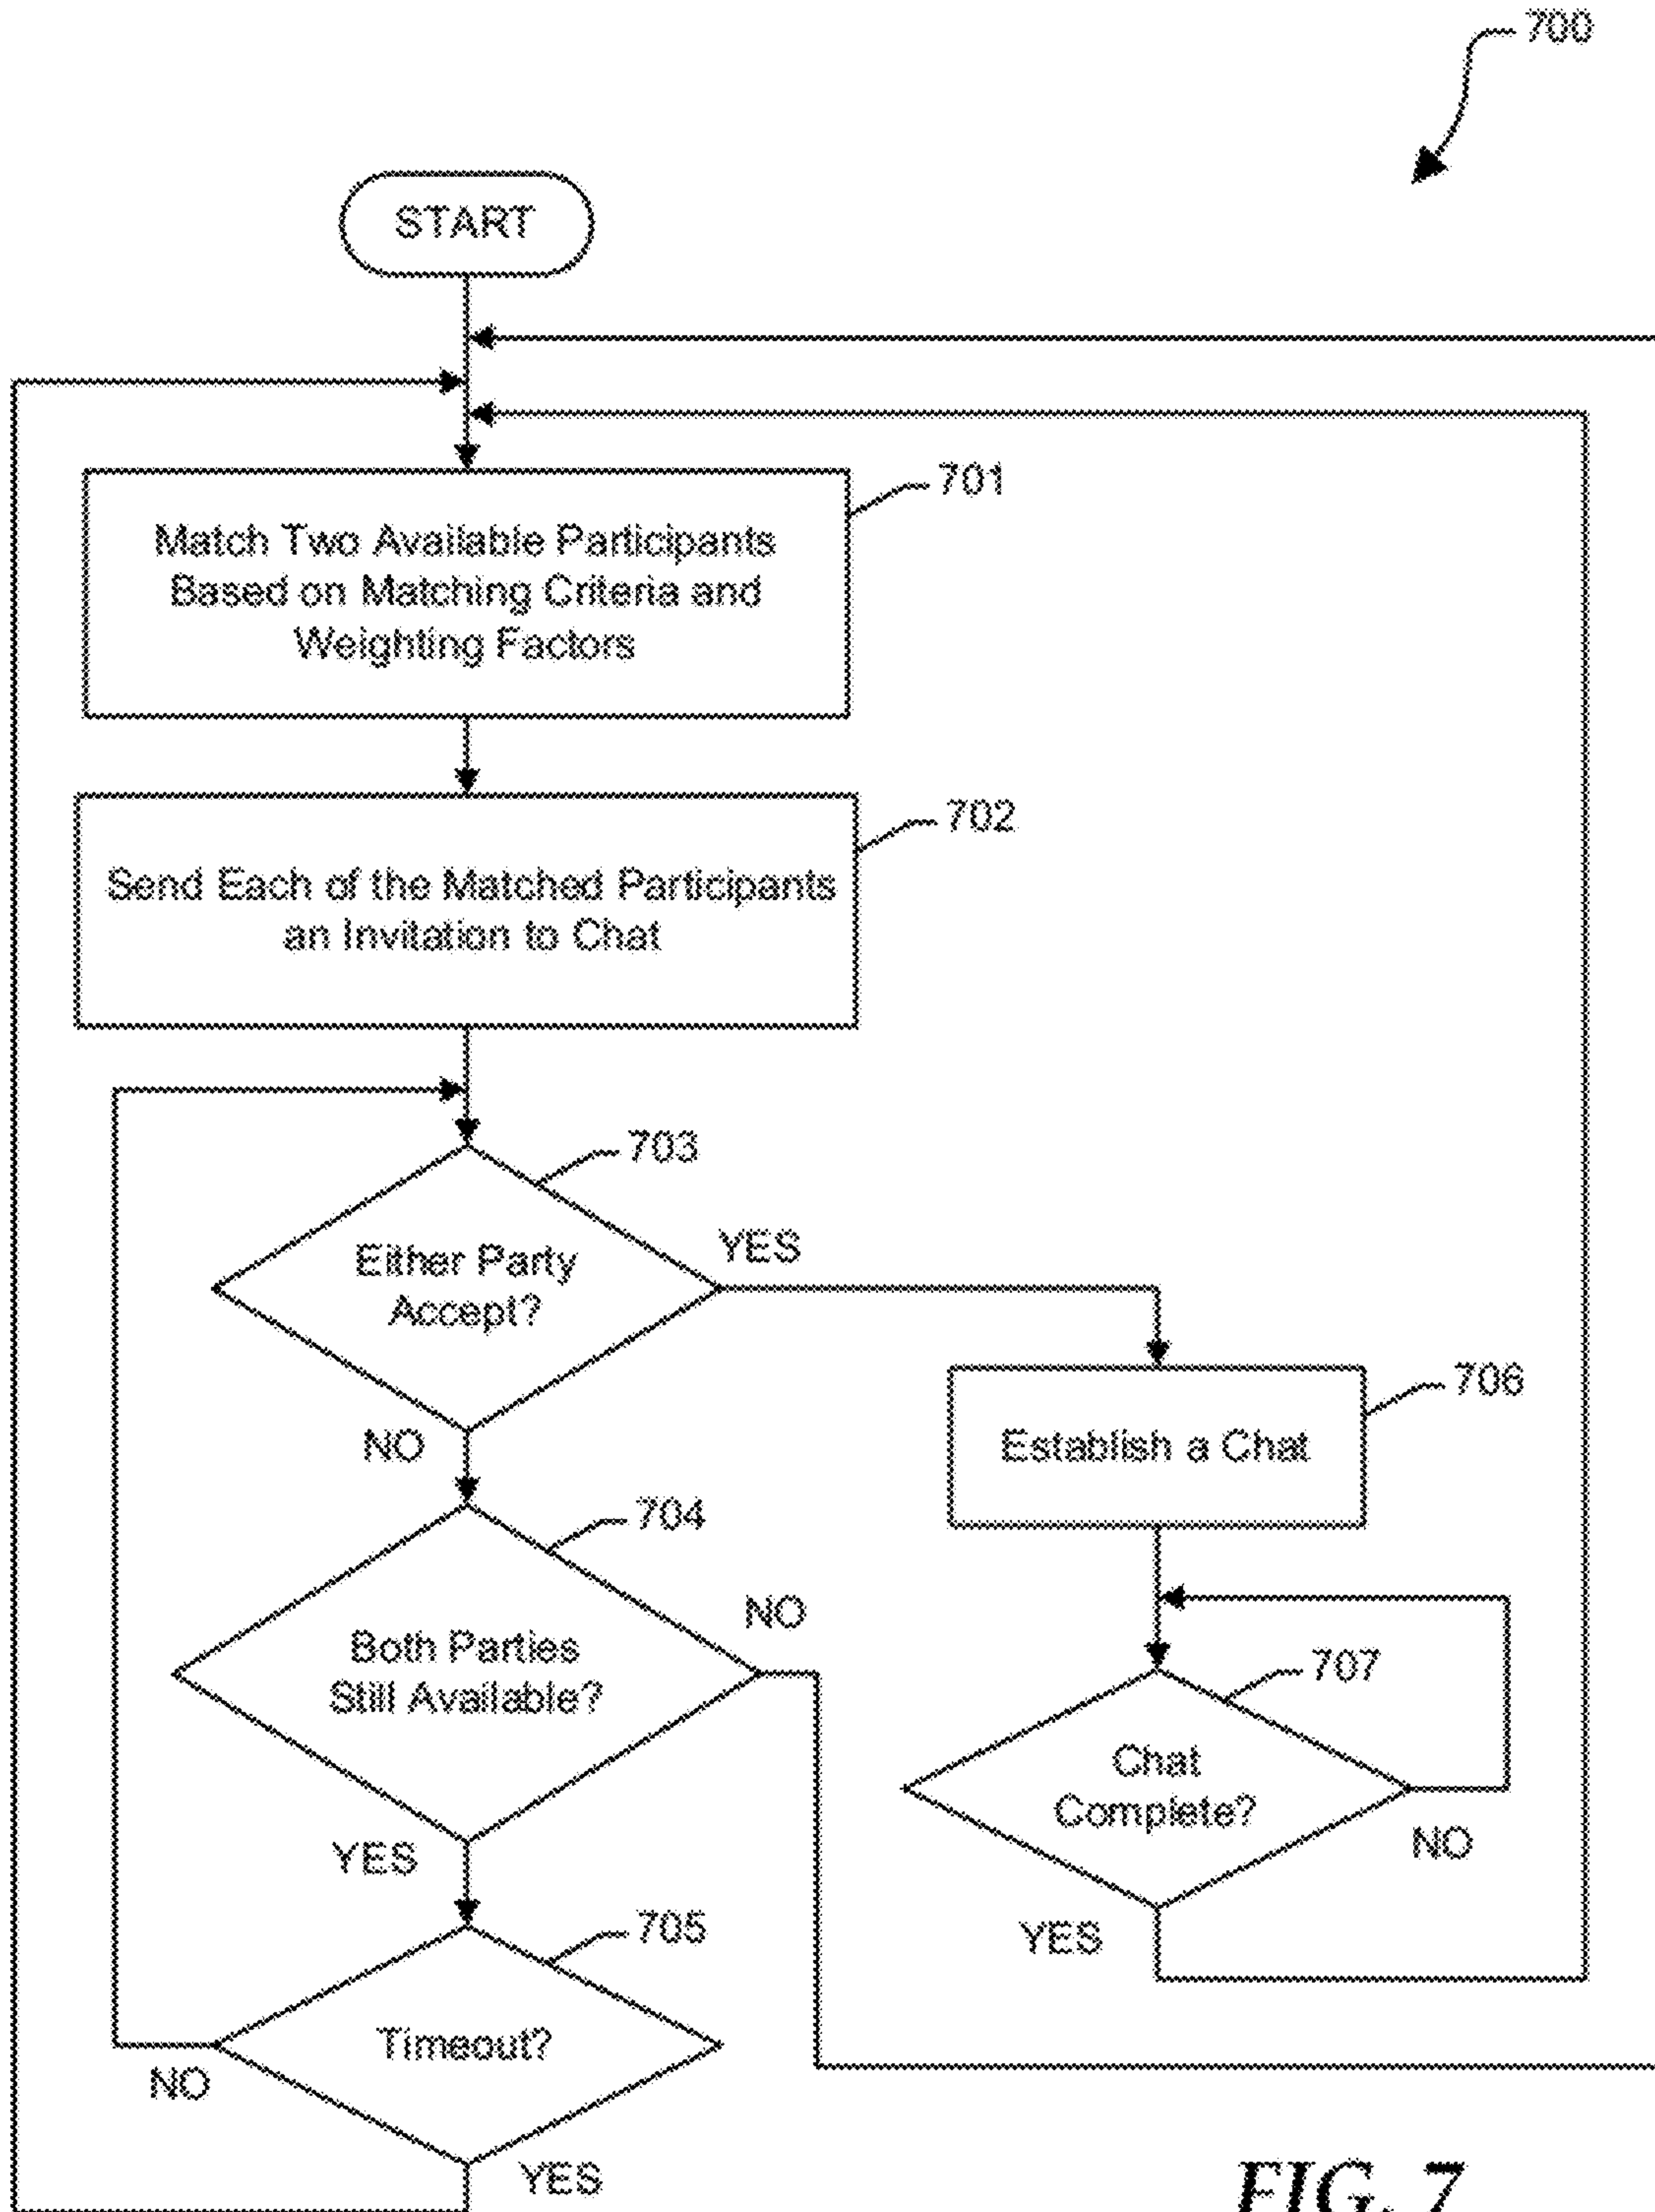 700
START
701
Match Two Available Participants
Based on Matching Criteria and
Weighting Factors
702
Send Each of the Matched Participants
an Invitation to Chat
703
Either Party
Accept?
YES
NO
706
Establish a Chat
704
Both Parties
Still Available?
NO
YES
707
Chat
Complete?
NO
YES
705
Timeout?
NO
YES
FIG. 7